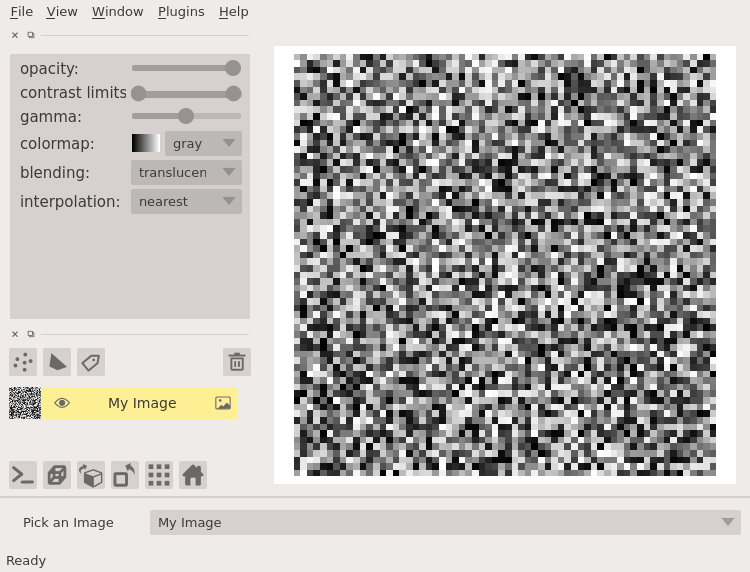 File View Window Plugins Help
opacity:
contrast limits
gamma:
colormap: gray
blending: translucen
interpolation: nearest
My Image
Pick an Image My Image
Ready